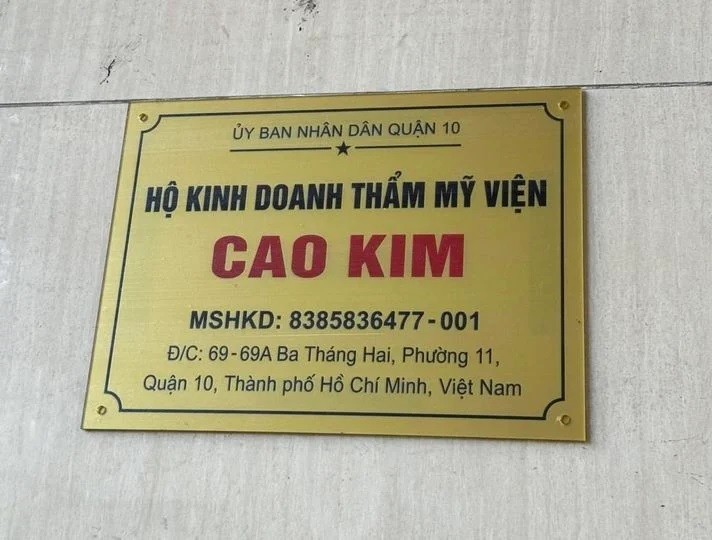 ỦY BAN NHÂN DÂN QUẬN 10
HỘ KINH DOANH THẨM MỸ VIỆN
CAO KIM
MSHKD: 8385836477-001
Đ/C: 69-69A Ba Tháng Hai, Phường 11,
Quận 10, Thành phố Hồ Chí Minh, Việt Nam